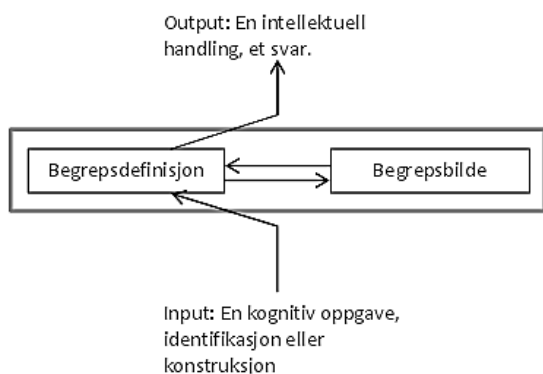 Output: En intellektuell
handling, et svar.
Begrepsdefinisjon
Begrepsbilde
Input: En kognitiv oppgave,
identifikasjon eller
konstruksjon